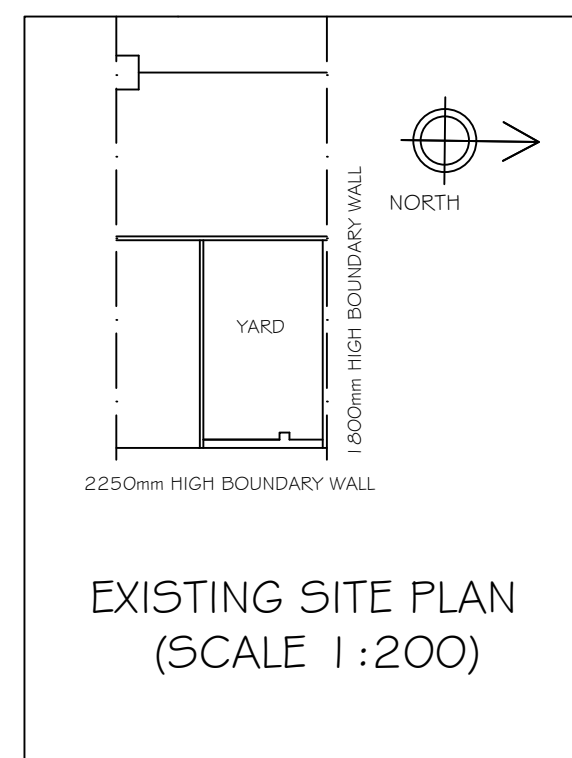 NORTH
1800mm HIGH BOUNDARY WALL
YARD
2250mm HIGH BOUNDARY WALL
EXISTING SITE PLAN
(SCALE 1:200)